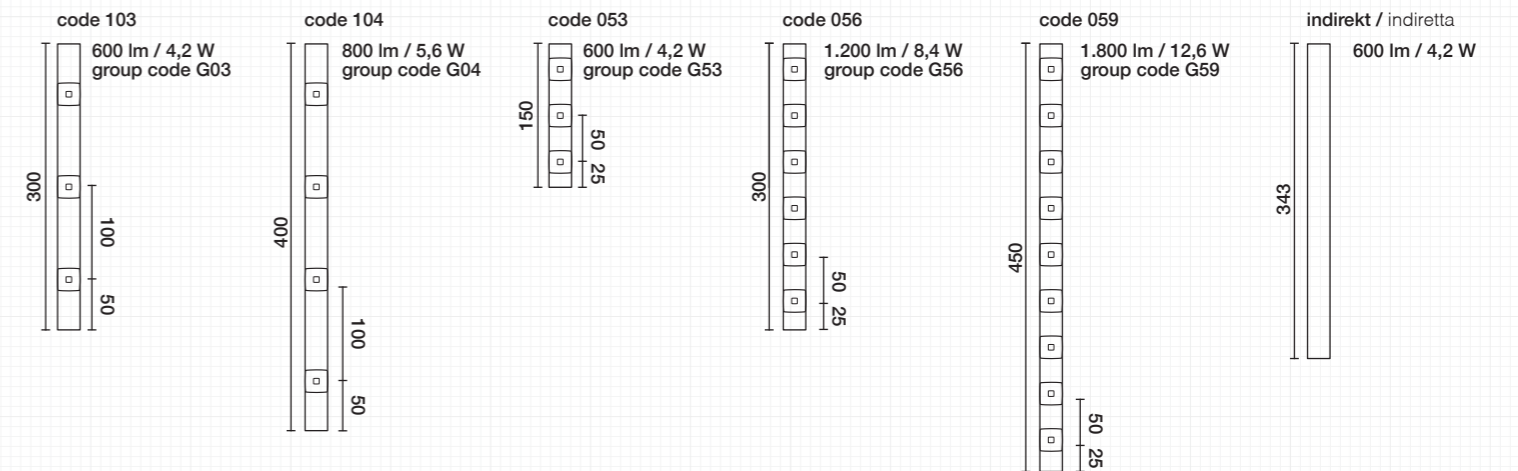 code 103
600 lm / 4,2 W
group code G03
300
100
50
code 104
800 lm / 5,6 W
group code G04
400
100
50
code 053
600 lm / 4,2 W
group code G53
150
50
25
code 056
1.200 lm / 8,4 W
group code G56
300
50
25
code 059
1.800 lm / 12,6 W
group code G59
450
50
25
indirekt / indiretta
600 lm / 4,2 W
343